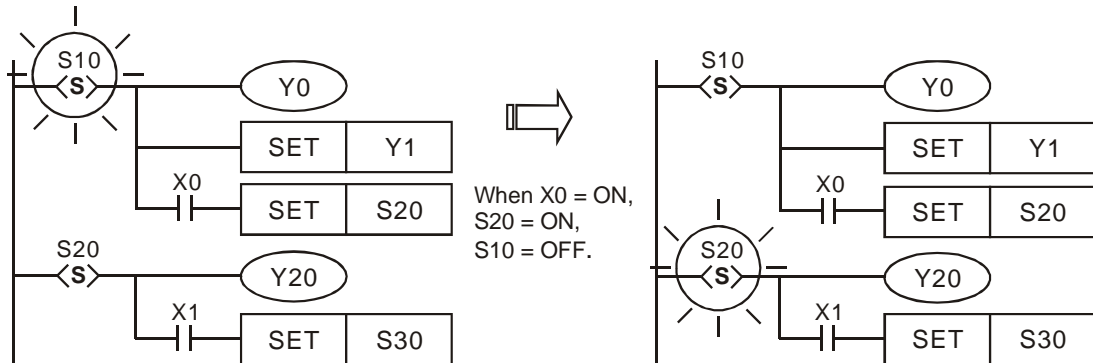 S10
S
Y0
SET Y1
X0
SET S20
S20
S
Y20
X1
SET S30
When X0 = ON,
S20 = ON,
S10 = OFF.
S10
S
Y0
SET Y1
X0
SET S20
S20
S
Y20
X1
SET S30